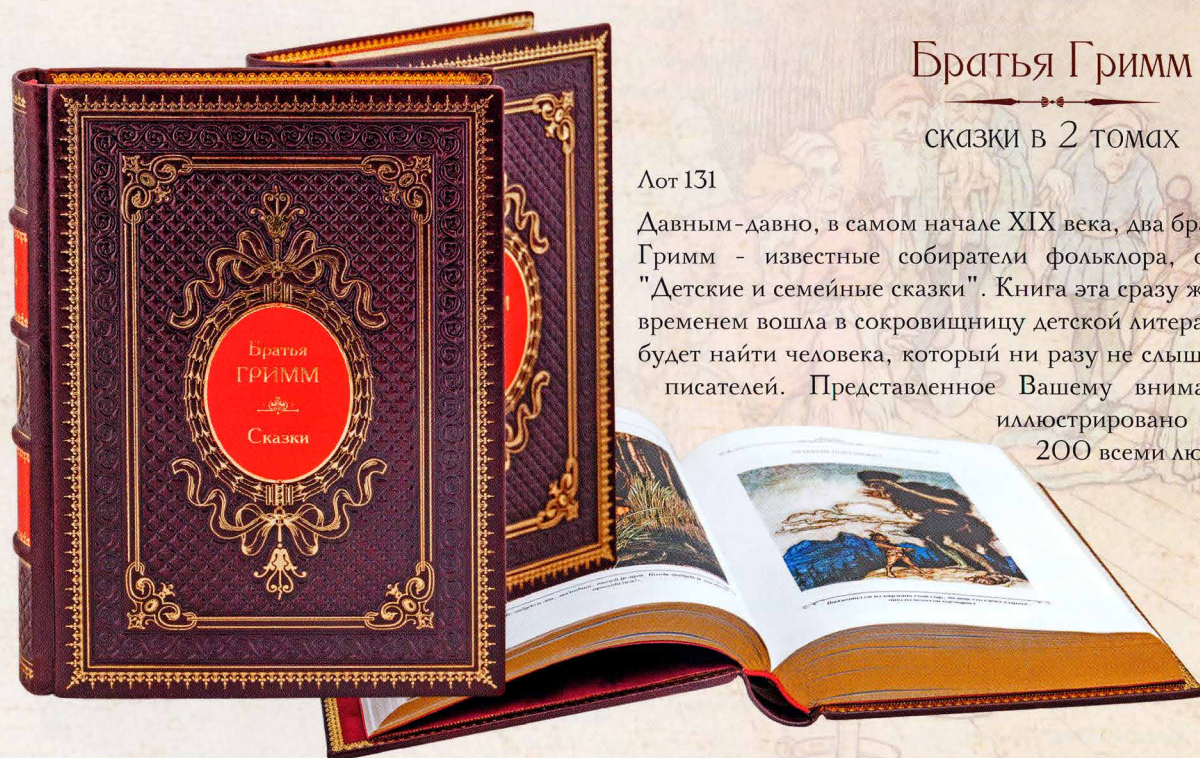 Братья Гримм
сказки в 2 томах
Лот 131
Давным-давно, в самом начале XIX века, два бра
Гримм - известные собиратели фольклора,
"Детские и семейные сказки". Книга эта сразу ж
временем вошла в сокровищницу детской литера
будет найти человека, который ни разу не слыш
писателей. Представленное Вашему внима
иллюстрировано
200 всеми лю
Братья
ГРИММ
Сказки